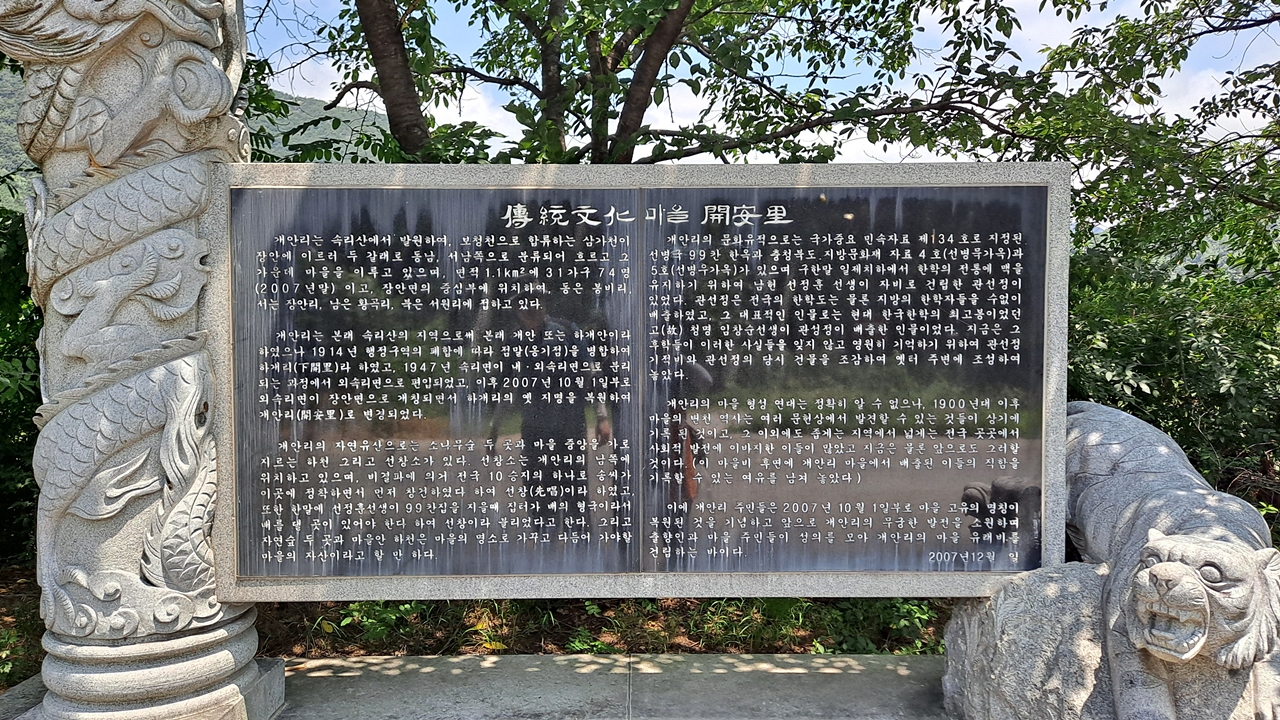 傳統文化 마을 開安里
개안리는 속리산에서 발원하여, 보청천으로 합류하는 삼가천이
장안에 이르러 두 갈래로 동남, 서남쪽으로 분류되어 흐르고 그
가운데 마을을 이루고 있으며, 면적 1.1㎢에 31가구 74명
(2007년말) 이고, 장안면의 중심부에 위치하여, 동은 봉비리,
서는 장안리, 남은 황곡리, 북은 서원리에 접하고 있다.
개안리는 본래 속리산의 지역으로써 본래 개안 또는 하개안이라
하였으나 1914년 행정구역의 폐합에 따라 점말(옹기점)을 병합하여
하개리(下開里)라 하였고, 1947년 속리면이 내·외속리면으로 분리
되는 과정에서 외속리면으로 편입되었고, 이후 2007년 10월 1일부로
외속리면이 장안면으로 개칭되면서 하개리의 옛 지명을 복원하여
개안리(開安里)로 변경되었다.
개안리의 자연유산으로는 소나무숲 두 곳과 마을 중앙을 가로
지르는 하천 그리고 선창소가 있다. 선창소는 개안리의 남쪽에
위치하고 있으며, 비결과에 의거 전국 10승지의 하나로 송씨가
이곳에 정착하면서 먼저 창건하였다 하여 선창(先唱)이라 하였고,
또한 한말에 선정훈선생이 99칸집을 지을때 집터가 배의 형국이라서
배를 댈 곳이 있어야 한다 하여 선창이라 불리었다고 한다. 그리고
자연숲 두 곳과 마을안 하천은 마을의 명소로 가꾸고 다듬어 가야할
마을의 자산이라고 할 만 하다.
개안리의 문화유적으로는 국가중요 민속자료 제134호로 지정된
선병국 99칸 한옥과 충청북도 지방문화재 자료 4호(선병우가옥)과
5호(선병무가옥)가 있으며 구한말 일제치하에서 한학의 전통에 맥을
유지하기 위하여 남헌 선정훈 선생이 자비로 건립한 관선정이
있었다. 관선정은 전국의 한학도는 물론 지방의 한학자들을 수없이
배출하였고, 그 대표적인 인물로는 현대 한국한학의 최고봉이었던
고(故) 청명 임창순선생이 관성정이 배출한 인물이었다. 지금은 그
후학들이 이러한 사실들을 잊지 않고 영원히 기억하기 위하여 관선정
기적비와 관선정의 당시 건물을 조감하여 옛터 주변에 조성하여
놓았다.
개안리의 마을 형성 연대는 정확히 알 수 없으나, 1900년대 이후
마을의 변천 역사는 여러 문헌상에서 발견할 수 있는 것들이 상기에
기록 된 것이고, 그 이외에도 좁게는 지역에서 넓게는 전국 곳곳에서
사회적 발전에 이바지한 이들이 많았고 지금은 물론 앞으로도 그러할
것이다.(이 마을비 후면에 개안리 마을에서 배출된 이들의 직함을
기록할 수 있는 여유를 남겨 놓았다)
이에 개안리 주민들은 2007년 10월 1일부로 마을 고유의 명칭이
복원된 것을 기념하고 앞으로 개안리의 무궁한 발전을 소원하며
출향인과 마을 주민들이 성의를 모아 개안리의 마을 유래비를
건립하는 바이다.
2007년12월 일